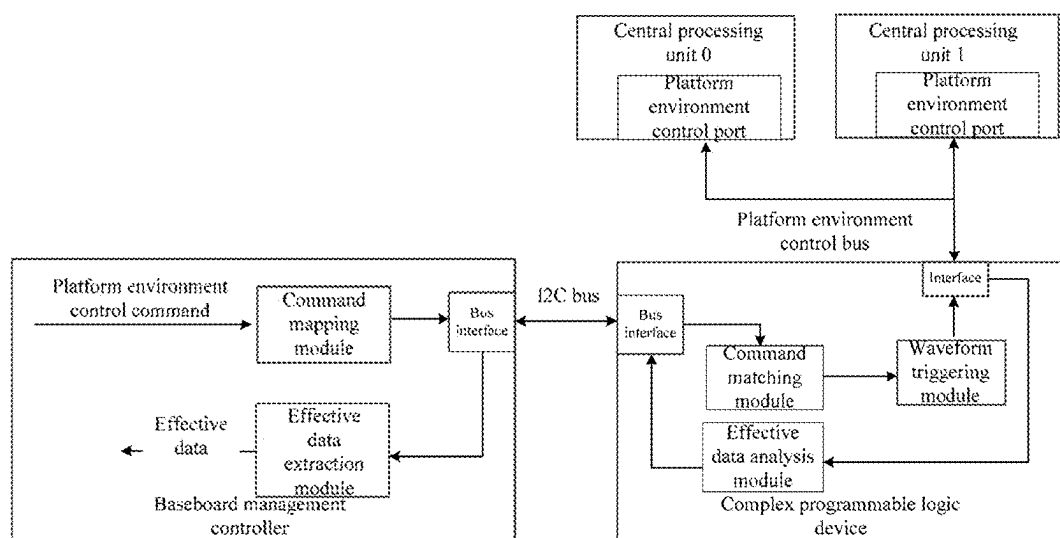 Central processing
unit 0
Platform
environment
control port
Central processing
unit 1
Platform
environment
control port
Platform environment
control bus
Platform environment
control command
Command
mapping
module
Bus
interface
I2C bus
Bus
interface
Interface
Command
matching
module
Waveform
triggering
module
Effective
data
Effective
data
extraction
module
Effective
data analysis
module
Baseboard management
controller
Complex programmable logic
device